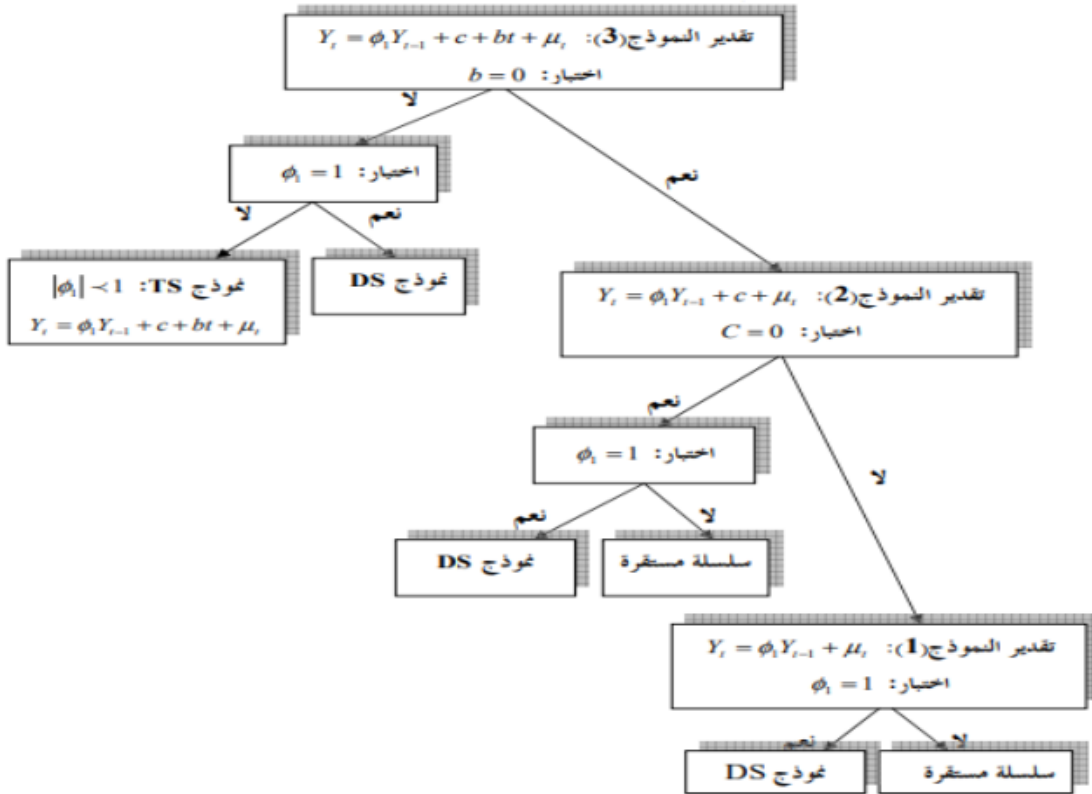 تقدير النموذج(3): Y_t = φ_1 Y_{t-1} + c + bt + μ_t
اختبار: b = 0
لا
نعم
اختبار: φ_1 = 1
لا
نعم
نموذج TS: |φ_1| ≺ 1
Y_t = φ_1 Y_{t-1} + c + bt + μ_t
نموذج DS
تقدير النموذج(2): Y_t = φ_1 Y_{t-1} + c + μ_t
اختبار: C = 0
نعم
لا
اختبار: φ_1 = 1
نعم
لا
نموذج DS
سلسلة مستقرة
تقدير النموذج(1): Y_t = φ_1 Y_{t-1} + μ_t
اختبار: φ_1 = 1
نعم
لا
نموذج DS
سلسلة مستقرة